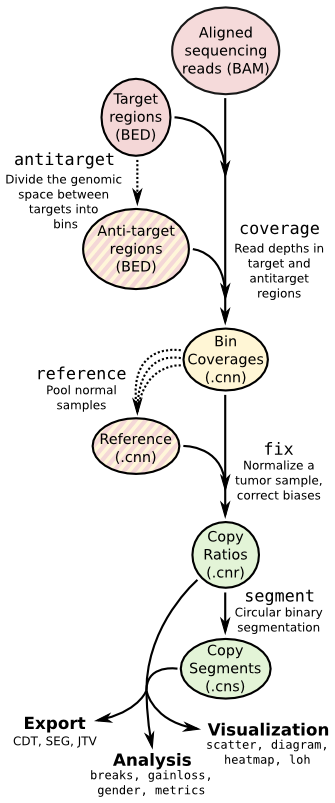 Aligned
sequencing
reads (BAM)
Target
regions
(BED)
antitarget
Divide the genomic
space between
targets into
bins
Anti-target
regions
(BED)
coverage
Read depths in
target and
antitarget
regions
Bin
Coverages
(.cnn)
reference
Pool normal
samples
Reference
(.cnn)
fix
Normalize a
tumor sample,
correct biases
Copy
Ratios
(.cnr)
segment
Circular binary
segmentation
Copy
Segments
(.cns)
Export
CDT, SEG, JTV
Visualization
scatter, diagram,
heatmap, loh
Analysis
breaks, gainloss,
gender, metrics